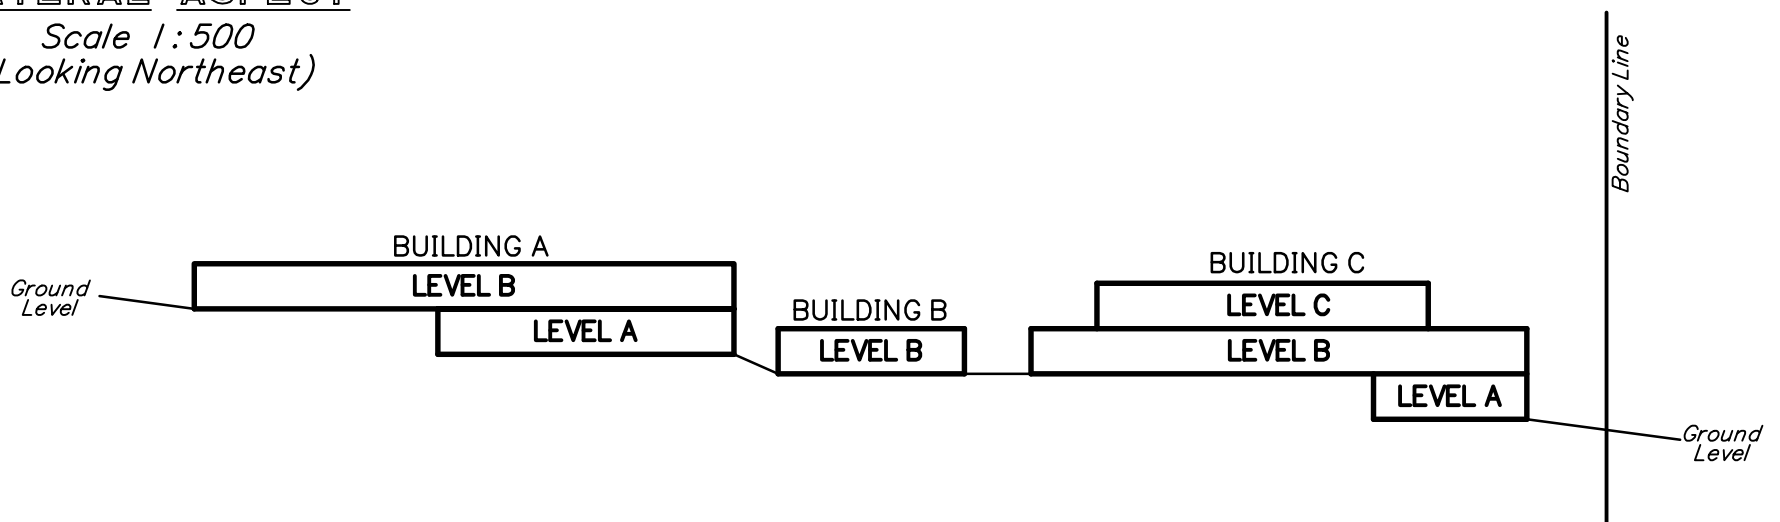 ASPECT
Scale 1:500
Looking Northeast)
Boundary Line
BUILDING A
LEVEL B
Ground
Level
LEVEL A
BUILDING B
LEVEL B
BUILDING C
LEVEL C
LEVEL B
LEVEL A
Ground
Level